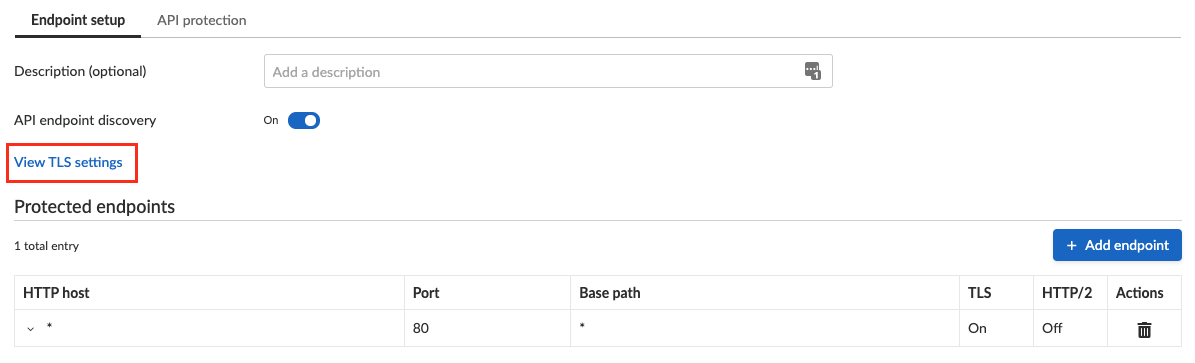 Endpoint setup API protection
Description (optional) Add a description
API endpoint discovery On
View TLS settings
Protected endpoints
1 total entry + Add endpoint
HTTP host Port Base path TLS HTTP/2 Actions
* 80 * On Off